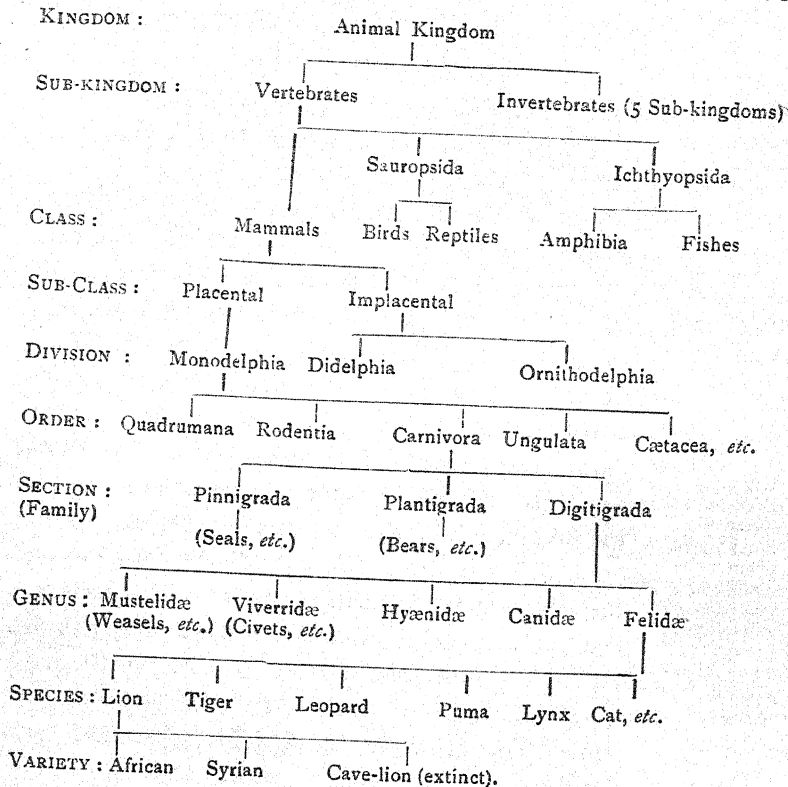 KINGDOM : Animal Kingdom
SUB-KINGDOM : Vertebrates Invertebrates (5 Sub-kingdoms)
Sauropsida Ichthyopsida
CLASS : Mammals Birds Reptiles Amphibia Fishes
SUB-CLASS : Placental Implacental
DIVISION : Monodelphia Didelphia Ornithodelphia
ORDER : Quadrumana Rodentia Carnivora Ungulata Cætacea, etc.
SECTION : Pinnigrada Plantigrada Digitigrada
(Family) (Seals, etc.) (Bears, etc.)
GENUS : Mustelidæ Viverridæ Hyænidæ Canidæ Felidæ
(Weasels, etc.) (Civets, etc.)
SPECIES : Lion Tiger Leopard Puma Lynx Cat, etc.
VARIETY : African Syrian Cave-lion (extinct).